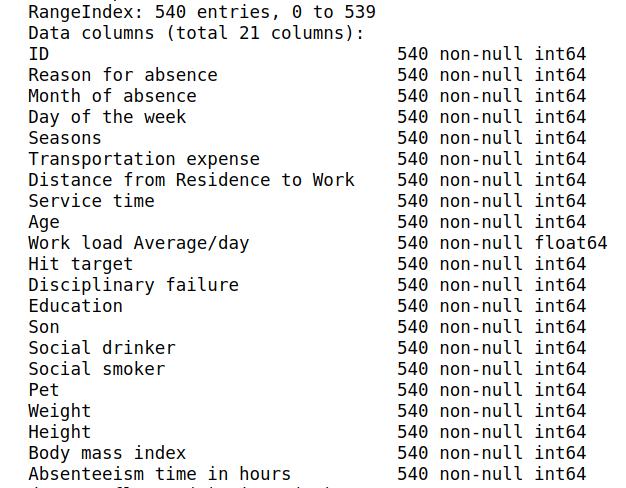 RangeIndex: 540 entries, 0 to 539
Data columns (total 21 columns):
ID                                 540 non-null int64
Reason for absence                 540 non-null int64
Month of absence                   540 non-null int64
Day of the week                    540 non-null int64
Seasons                            540 non-null int64
Transportation expense             540 non-null int64
Distance from Residence to Work    540 non-null int64
Service time                       540 non-null int64
Age                                540 non-null int64
Work load Average/day              540 non-null float64
Hit target                         540 non-null int64
Disciplinary failure               540 non-null int64
Education                          540 non-null int64
Son                                540 non-null int64
Social drinker                     540 non-null int64
Social smoker                      540 non-null int64
Pet                                540 non-null int64
Weight                             540 non-null int64
Height                             540 non-null int64
Body mass index                    540 non-null int64
Absenteeism time in hours          540 non-null int64